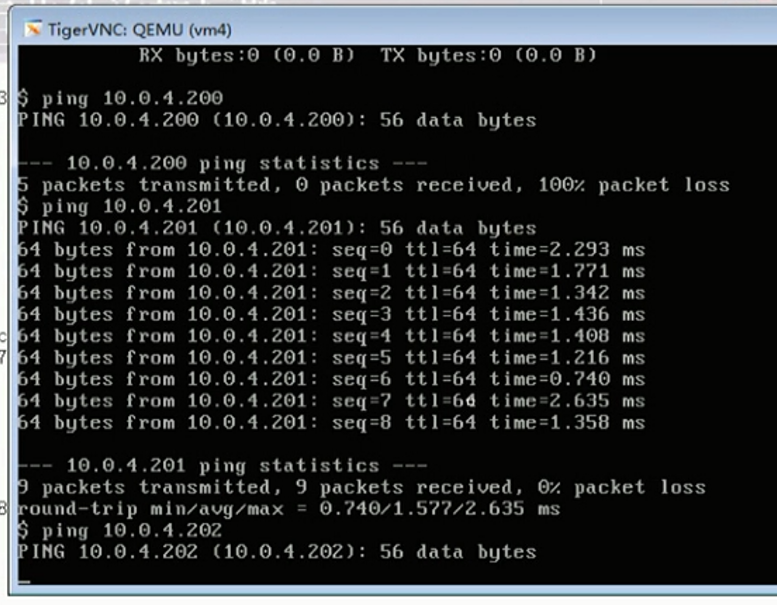 TigerVNC: QEMU (vm4)
RX bytes:0 (0.0 B)  TX bytes:0 (0.0 B)
$ ping 10.0.4.200
PING 10.0.4.200 (10.0.4.200): 56 data bytes
--- 10.0.4.200 ping statistics ---
5 packets transmitted, 0 packets received, 100% packet loss
$ ping 10.0.4.201
PING 10.0.4.201 (10.0.4.201): 56 data bytes
64 bytes from 10.0.4.201: seq=0 ttl=64 time=2.293 ms
64 bytes from 10.0.4.201: seq=1 ttl=64 time=1.771 ms
64 bytes from 10.0.4.201: seq=2 ttl=64 time=1.342 ms
64 bytes from 10.0.4.201: seq=3 ttl=64 time=1.436 ms
64 bytes from 10.0.4.201: seq=4 ttl=64 time=1.408 ms
64 bytes from 10.0.4.201: seq=5 ttl=64 time=1.216 ms
64 bytes from 10.0.4.201: seq=6 ttl=64 time=0.740 ms
64 bytes from 10.0.4.201: seq=7 ttl=64 time=2.635 ms
64 bytes from 10.0.4.201: seq=8 ttl=64 time=1.358 ms
--- 10.0.4.201 ping statistics ---
9 packets transmitted, 9 packets received, 0% packet loss
round-trip min/avg/max = 0.740/1.577/2.635 ms
$ ping 10.0.4.202
PING 10.0.4.202 (10.0.4.202): 56 data bytes